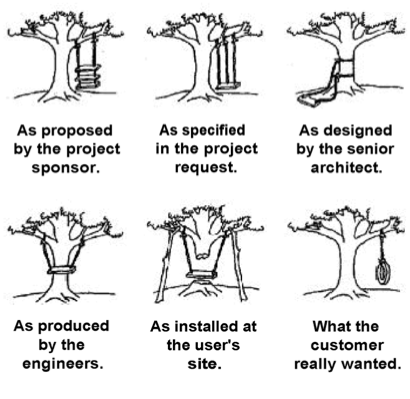 As proposed
by the project
sponsor.
As specified
in the project
request.
As designed
by the senior
architect.
As produced
by the
engineers.
As installed at
the user's
site.
What the
customer
really wanted.